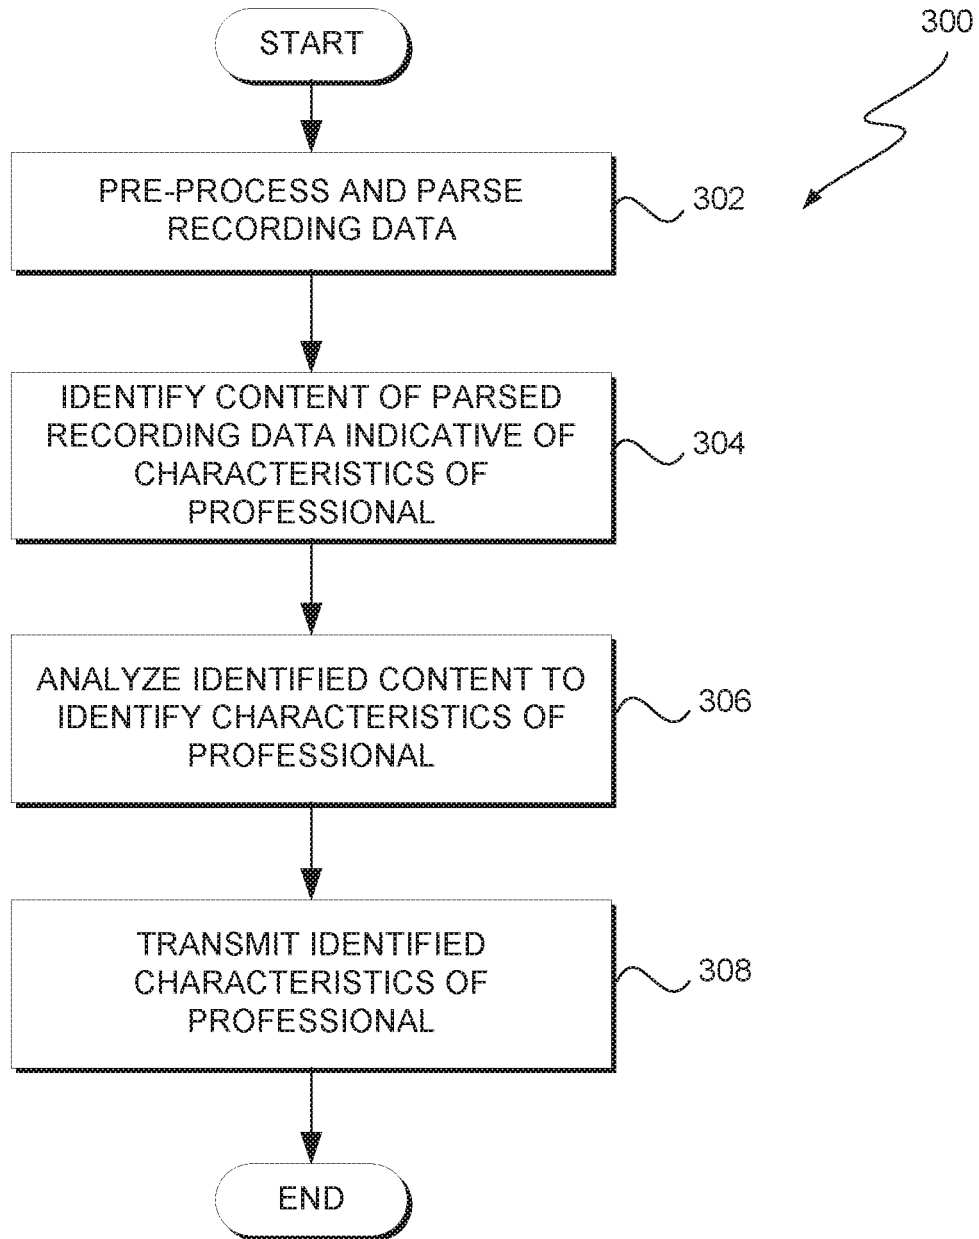 300
START
PRE-PROCESS AND PARSE
RECORDING DATA
302
IDENTIFY CONTENT OF PARSED
RECORDING DATA INDICATIVE OF
CHARACTERISTICS OF
PROFESSIONAL
304
ANALYZE IDENTIFIED CONTENT TO
IDENTIFY CHARACTERISTICS OF
PROFESSIONAL
306
TRANSMIT IDENTIFIED
CHARACTERISTICS OF
PROFESSIONAL
308
END